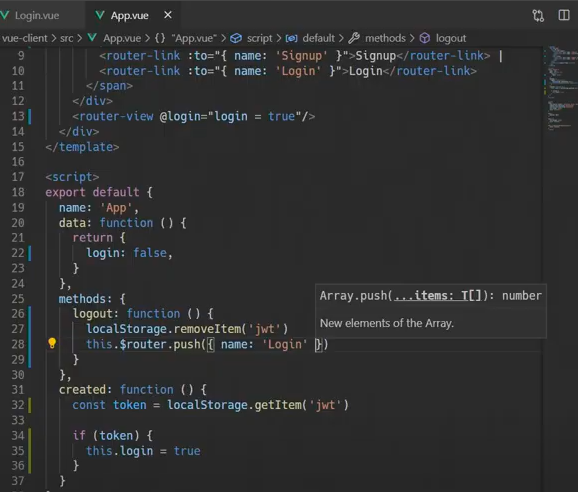 Login.vue App.vue
vue-client > src > App.vue > {} "App.vue" > script > default > methods > logout
9 <router-link :to="{ name: 'Signup' }">Signup</router-link> |
10 <router-link :to="{ name: 'Login' }">Login</router-link>
11 </span>
12 </div>
13 <router-view @login="login = true"/>
14 </div>
15 </template>
16
17 <script>
18 export default {
19 name: 'App',
20 data: function () {
21 return {
22 login: false,
23 }
24 },
25 methods: {
26 logout: function () {
27 localStorage.removeItem('jwt')
28 this.$router.push({ name: 'Login' })
29 }
30 },
31 created: function () {
32 const token = localStorage.getItem('jwt')
33
34 if (token) {
35 this.login = true
36 }
37 }
Array.push(...items: T[]): number
New elements of the Array.